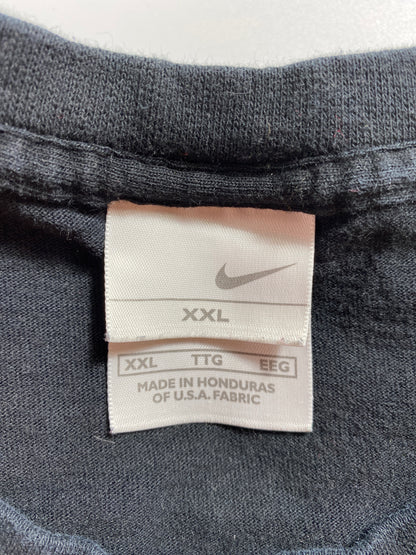 XXL
XXL TTG EEG
MADE IN HONDURAS
OF U.S.A. FABRIC